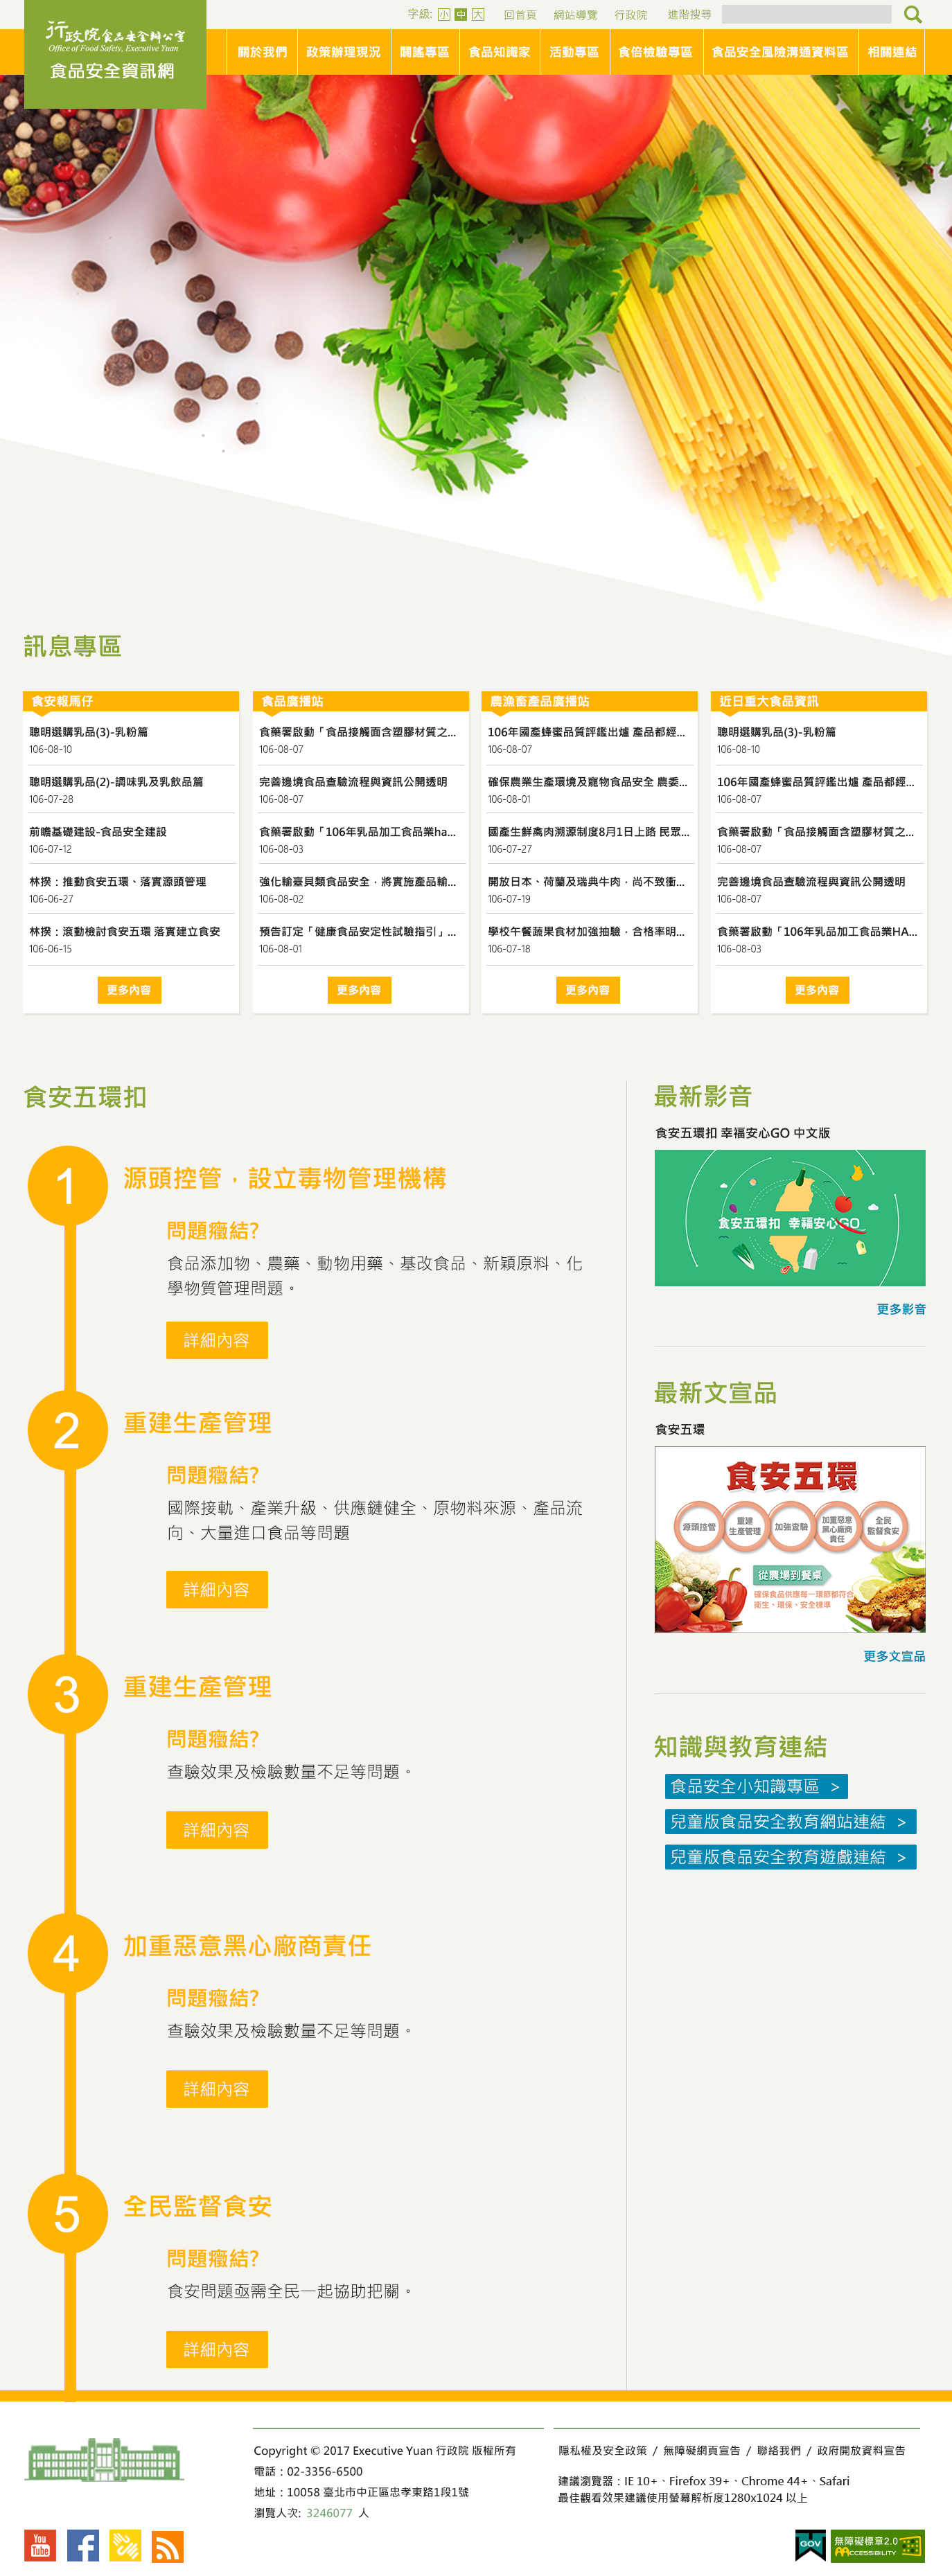 字級: 小 中 大 回首頁 網站導覽 行政院 進階搜尋
行政院食品安全辦公室
Office of Food Safety, Executive Yuan
食品安全資訊網
關於我們 政策辦理現況 闢謠專區 食品知識家 活動專區 食倍檢驗專區 食品安全風險溝通資料區 相關連結
訊息專區
食安報馬仔
聰明選購乳品(3)-乳粉篇
106-08-10
聰明選購乳品(2)-調味乳及乳飲品篇
106-07-28
前瞻基礎建設-食品安全建設
106-07-12
林揆：推動食安五環、落實源頭管理
106-06-27
林揆：滾動檢討食安五環 落實建立食安
106-06-15
更多內容
食品廣播站
食藥署啟動「食品接觸面含塑膠材質之...
106-08-07
完善邊境食品查驗流程與資訊公開透明
106-08-07
食藥署啟動「106年乳品加工食品業ha...
106-08-03
強化輸臺貝類食品安全，將實施產品輸...
106-08-02
預告訂定「健康食品安定性試驗指引」...
106-08-01
更多內容
農漁畜產品廣播站
106年國產蜂蜜品質評鑑出爐 產品都經...
106-08-07
確保農業生產環境及寵物食品安全 農委...
106-08-01
國產生鮮禽肉溯源制度8月1日上路 民眾...
106-07-27
開放日本、荷蘭及瑞典牛肉，尚不致衝...
106-07-19
學校午餐蔬果食材加強抽驗，合格率明...
106-07-18
更多內容
近日重大食品資訊
聰明選購乳品(3)-乳粉篇
106-08-10
106年國產蜂蜜品質評鑑出爐 產品都經...
106-08-07
食藥署啟動「食品接觸面含塑膠材質之...
106-08-07
完善邊境食品查驗流程與資訊公開透明
106-08-07
食藥署啟動「106年乳品加工食品業HA...
106-08-03
更多內容
食安五環扣
1 源頭控管，設立毒物管理機構
問題癥結?
食品添加物、農藥、動物用藥、基改食品、新穎原料、化
學物質管理問題。
詳細內容
2 重建生產管理
問題癥結?
國際接軌、產業升級、供應鏈健全、原物料來源、產品流
向、大量進口食品等問題
詳細內容
3 重建生產管理
問題癥結?
查驗效果及檢驗數量不足等問題。
詳細內容
4 加重惡意黑心廠商責任
問題癥結?
查驗效果及檢驗數量不足等問題。
詳細內容
5 全民監督食安
問題癥結?
食安問題亟需全民一起協助把關。
詳細內容
最新影音
食安五環扣 幸福安心GO 中文版
食安五環扣 幸福安心GO
更多影音
最新文宣品
食安五環
食安五環
源頭控管
重建
生產管理
加強查驗
加重惡意
黑心廠商
責任
全民
監督食安
從農場到餐桌
確保食品供應每一環節都符合
衛生、環保、安全標準
更多文宣品
知識與教育連結
食品安全小知識專區 >
兒童版食品安全教育網站連結 >
兒童版食品安全教育遊戲連結 >
Copyright © 2017 Executive Yuan 行政院 版權所有
電話：02-3356-6500
地址：10058 臺北市中正區忠孝東路1段1號
瀏覽人次: 3246077 人
隱私權及安全政策 / 無障礙網頁宣告 / 聯絡我們 / 政府開放資料宣告
建議瀏覽器：IE 10+、Firefox 39+、Chrome 44+、Safari
最佳觀看效果建議使用螢幕解析度1280x1024 以上
You
Tube
GOV
無障礙標章2.0
ACCESSIBILITY